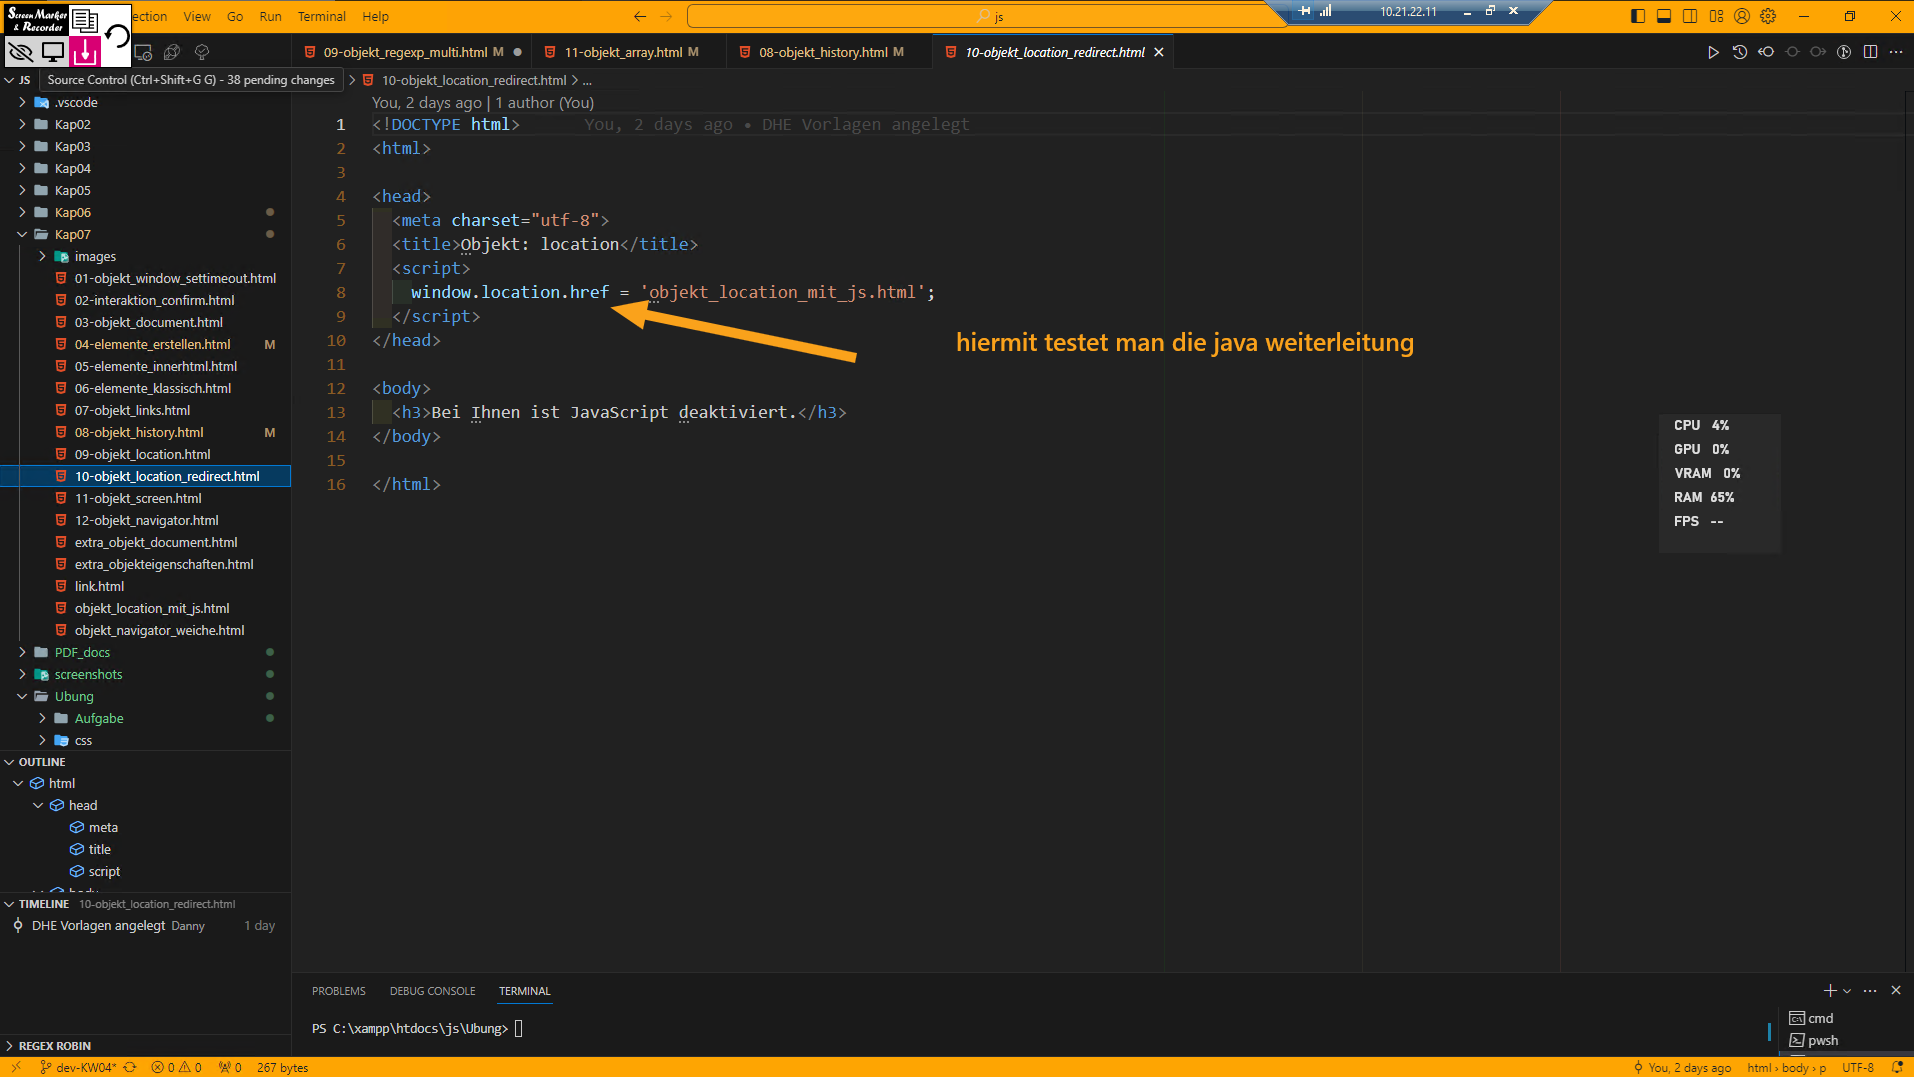 Screen Marker & Recorder
ection View Go Run Terminal Help
js
10.21.22.11
09-objekt_regexp_multi.html M
11-objekt_array.html M
08-objekt_history.html M
10-objekt_location_redirect.html
JS
Source Control (Ctrl+Shift+G G) - 38 pending changes
10-objekt_location_redirect.html > ...
.vscode
Kap02
Kap03
Kap04
Kap05
Kap06
Kap07
images
01-objekt_window_settimeout.html
02-interaktion_confirm.html
03-objekt_document.html
04-elemente_erstellen.html M
05-elemente_innerhtml.html
06-elemente_klassisch.html
07-objekt_links.html
08-objekt_history.html M
09-objekt_location.html
10-objekt_location_redirect.html
11-objekt_screen.html
12-objekt_navigator.html
extra_objekt_document.html
extra_objekteigenschaften.html
link.html
objekt_location_mit_js.html
objekt_navigator_weiche.html
PDF_docs
screenshots
Ubung
Aufgabe
css
OUTLINE
html
head
meta
title
script
body
TIMELINE 10-objekt_location_redirect.html
DHE Vorlagen angelegt Danny 1 day
REGEX ROBIN
You, 2 days ago | 1 author (You)
1 <!DOCTYPE html> You, 2 days ago • DHE Vorlagen angelegt
2 <html>
3
4 <head>
5 <meta charset="utf-8">
6 <title>Objekt: location</title>
7 <script>
8 window.location.href = 'objekt_location_mit_js.html';
9 </script>
10 </head>
11
12 <body>
13 <h3>Bei Ihnen ist JavaScript deaktiviert.</h3>
14 </body>
15
16 </html>
hiermit testet man die java weiterleitung
CPU 4%
GPU 0%
VRAM 0%
RAM 65%
FPS --
PROBLEMS DEBUG CONSOLE TERMINAL
PS C:\xampp\htdocs\js\Ubung>
cmd
pwsh
dev-KW04* 0 0 0 267 bytes
You, 2 days ago html › body › p UTF-8